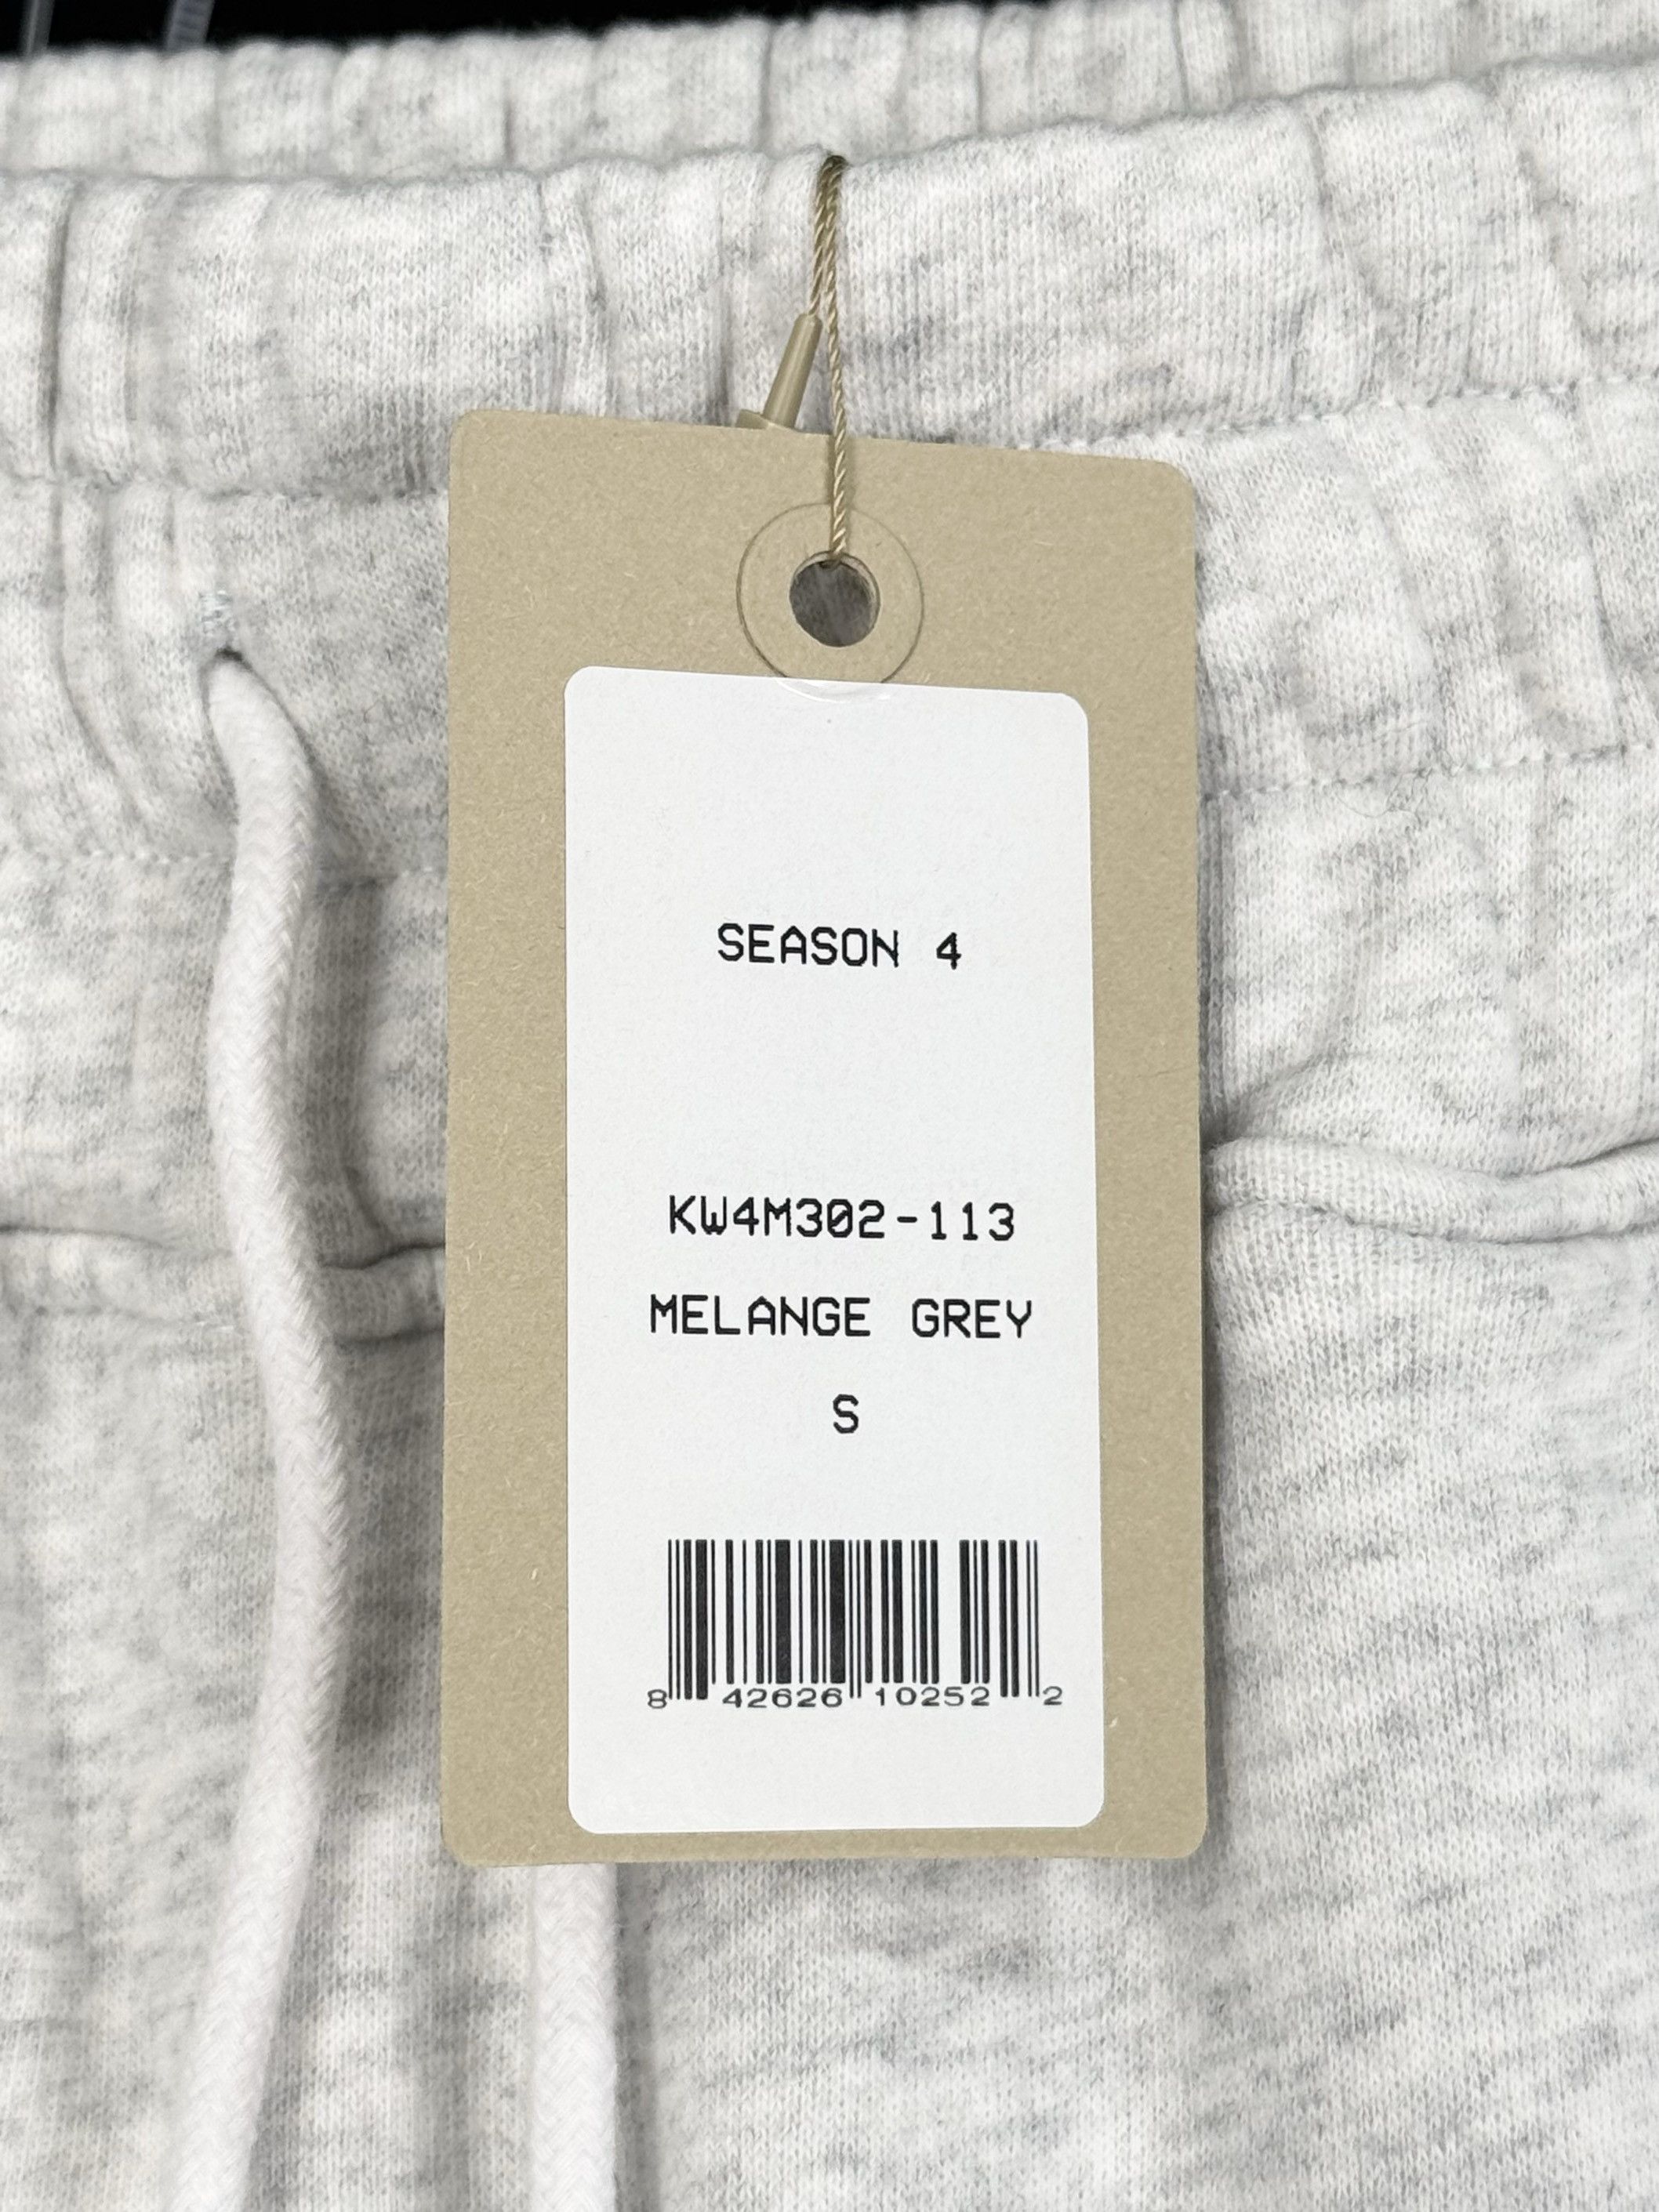 SEASON 4
KW4M302-113
MELANGE GREY
S
8 42626 10252 2